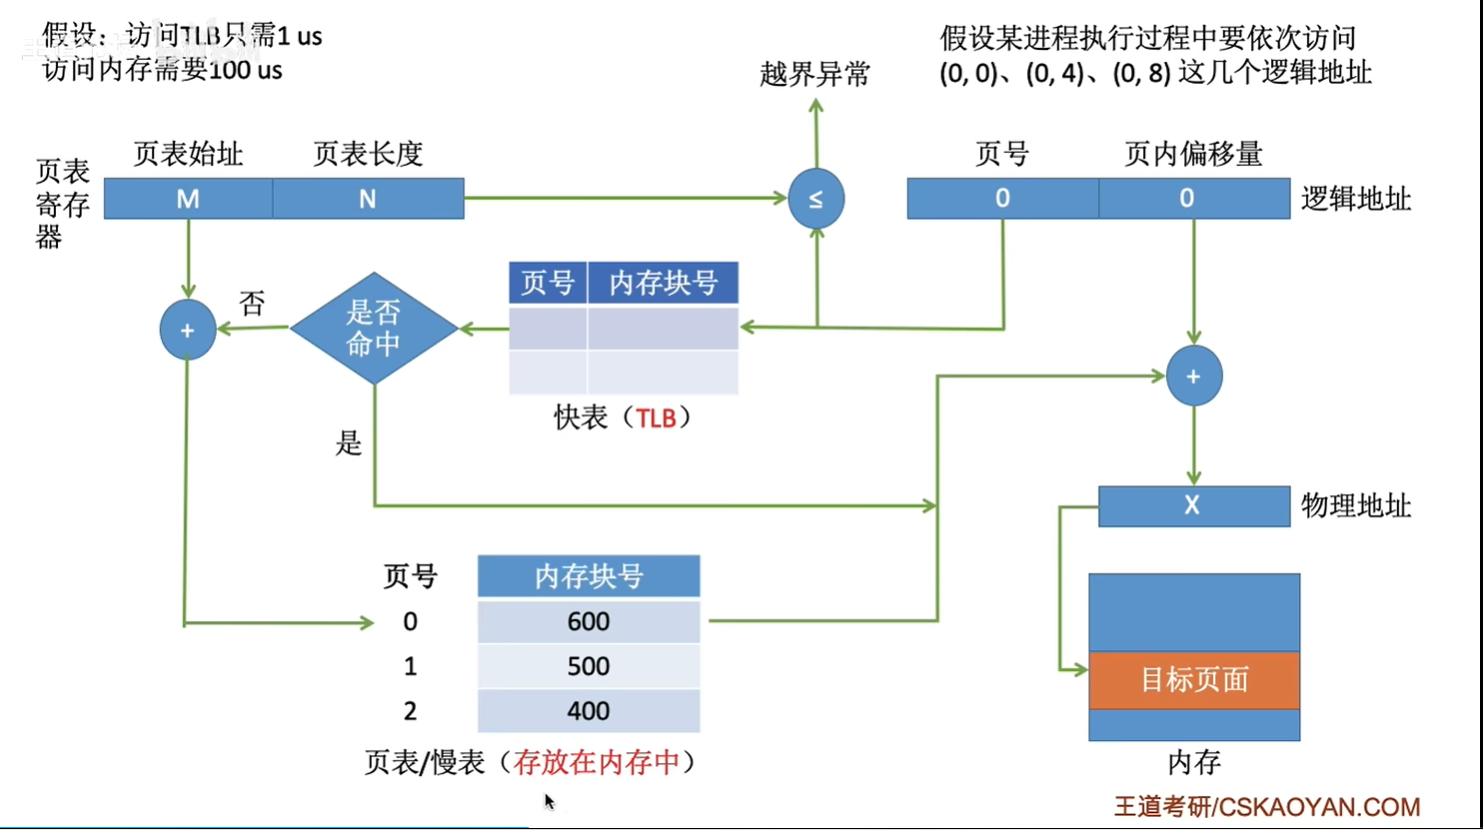 假设：访问TLB只需1 us
访问内存需要100 us
假设某进程执行过程中要依次访问
(0, 0)、(0, 4)、(0, 8) 这几个逻辑地址
越界异常
页表始址
页表长度
页号
页内偏移量
页表
寄存
器
M
N
≤
0
0
逻辑地址
页号
内存块号
否
是否
命中
+
快表（TLB）
+
是
X
物理地址
页号
内存块号
0
600
1
500
2
400
目标页面
页表/慢表（存放在内存中）
内存
王道考研/CSKAOYAN.COM